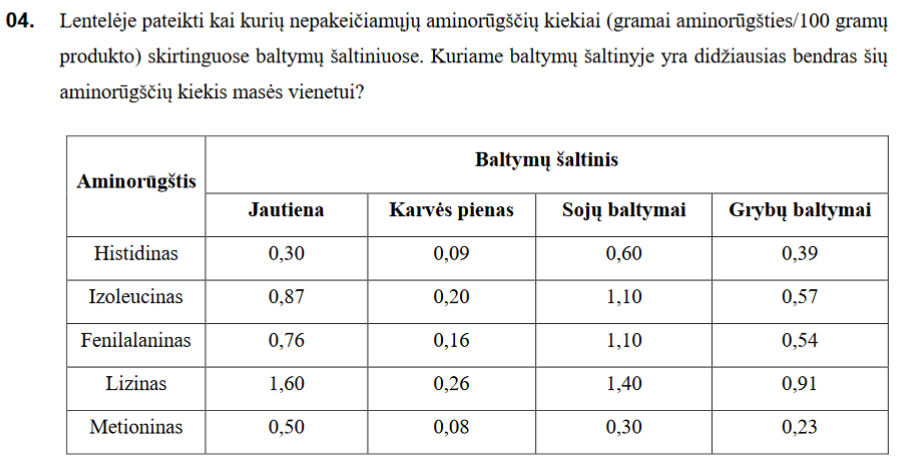 04. Lentelėje pateikti kai kurių nepakeičiamųjų aminorūgščių kiekiai (gramai aminorūgšties/100 gramų
produkto) skirtinguose baltymų šaltiniuose. Kuriame baltymų šaltinyje yra didžiausias bendras šių
aminorūgščių kiekis masės vienetui?
Aminorūgštis Baltymų šaltinis
Jautiena Karvės pienas Sojų baltymai Grybų baltymai
Histidinas 0,30 0,09 0,60 0,39
Izoleucinas 0,87 0,20 1,10 0,57
Fenilalaninas 0,76 0,16 1,10 0,54
Lizinas 1,60 0,26 1,40 0,91
Metioninas 0,50 0,08 0,30 0,23